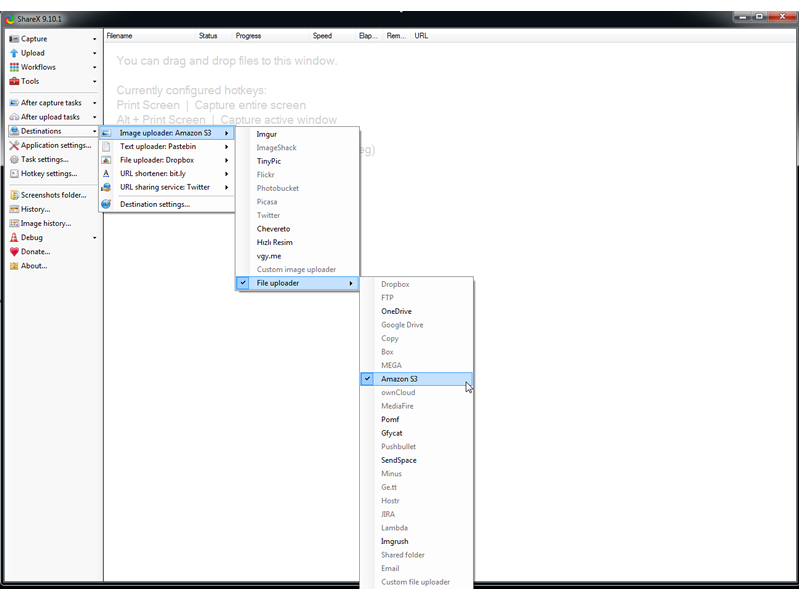 ShareX 9.10.1
Capture
Upload
Workflows
Tools
After capture tasks
After upload tasks
Destinations
Application settings...
Task settings...
Hotkey settings...
Screenshots folder...
History...
Image history...
Debug
Donate...
About...
Filename Status Progress Speed Elap... Rem... URL
You can drag and drop files to this window.
Currently configured hotkeys:
Print Screen | Capture entire screen
Alt + Print Screen | Capture active window
eg)
Image uploader: Amazon S3
Text uploader: Pastebin
File uploader: Dropbox
URL shortener: bit.ly
URL sharing service: Twitter
Destination settings...
Imgur
ImageShack
TinyPic
Flickr
Photobucket
Picasa
Twitter
Chevereto
Hızlı Resim
vgy.me
Custom image uploader
File uploader
Dropbox
FTP
OneDrive
Google Drive
Copy
Box
MEGA
Amazon S3
ownCloud
MediaFire
Pomf
Gfycat
Pushbullet
SendSpace
Minus
Ge.tt
Hostr
JIRA
Lambda
Imgrush
Shared folder
Email
Custom file uploader